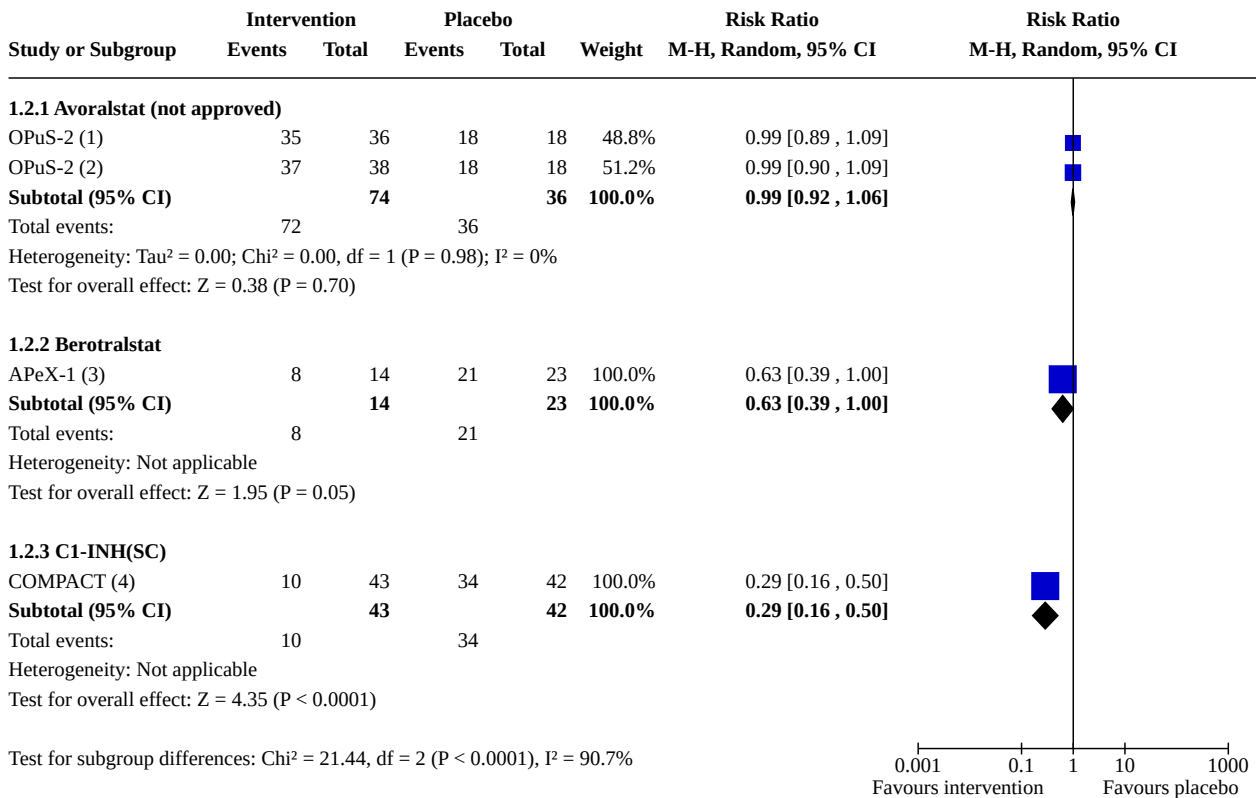 Intervention Placebo Risk Ratio Risk Ratio
Study or Subgroup Events Total Events Total Weight M-H, Random, 95% CI M-H, Random, 95% CI
1.2.1 Avoralstat (not approved)
OPuS-2 (1) 35 36 18 18 48.8% 0.99 [0.89 , 1.09]
OPuS-2 (2) 37 38 18 18 51.2% 0.99 [0.90 , 1.09]
Subtotal (95% CI) 74 36 100.0% 0.99 [0.92 , 1.06]
Total events: 72 36
Heterogeneity: Tau² = 0.00; Chi² = 0.00, df = 1 (P = 0.98); I² = 0%
Test for overall effect: Z = 0.38 (P = 0.70)
1.2.2 Berotralstat
APeX-1 (3) 8 14 21 23 100.0% 0.63 [0.39 , 1.00]
Subtotal (95% CI) 14 23 100.0% 0.63 [0.39 , 1.00]
Total events: 8 21
Heterogeneity: Not applicable
Test for overall effect: Z = 1.95 (P = 0.05)
1.2.3 C1-INH(SC)
COMPACT (4) 10 43 34 42 100.0% 0.29 [0.16 , 0.50]
Subtotal (95% CI) 43 42 100.0% 0.29 [0.16 , 0.50]
Total events: 10 34
Heterogeneity: Not applicable
Test for overall effect: Z = 4.35 (P < 0.0001)
Test for subgroup differences: Chi² = 21.44, df = 2 (P < 0.0001), I² = 90.7%
0.001 0.1 1 10 1000
Favours intervention Favours placebo